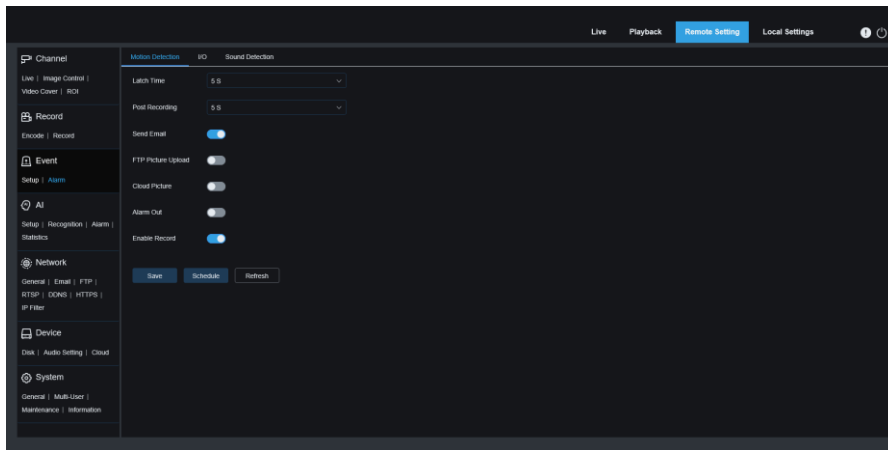 Live Playback Remote Setting Local Settings
Channel
Live | Image Control |
Video Cover | ROI
Record
Encode | Record
Event
Setup | Alarm
AI
Setup | Recognition | Alarm |
Statistics
Network
General | Email | FTP |
RTSP | DDNS | HTTPS |
IP Filter
Device
Disk | Audio Setting | Cloud
System
General | Multi-User |
Maintenance | Information
Motion Detection I/O Sound Detection
Latch Time 5 S
Post Recording 5 S
Send Email
FTP Picture Upload
Cloud Picture
Alarm Out
Enable Record
Save Schedule Refresh